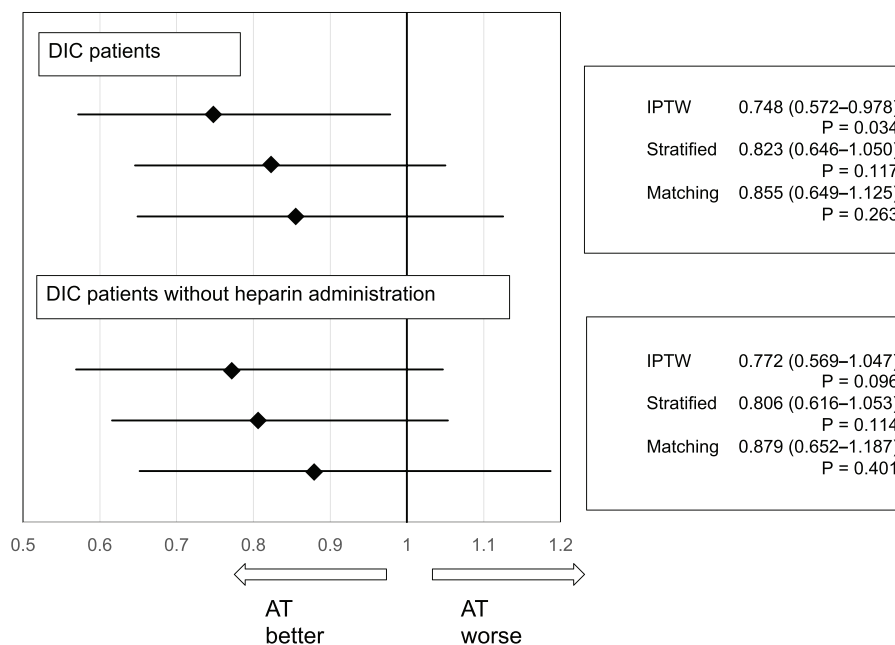 DIC patients
IPTW 0.748 (0.572–0.978)
P = 0.034
Stratified 0.823 (0.646–1.050)
P = 0.117
Matching 0.855 (0.649–1.125)
P = 0.263
DIC patients without heparin administration
IPTW 0.772 (0.569–1.047)
P = 0.096
Stratified 0.806 (0.616–1.053)
P = 0.114
Matching 0.879 (0.652–1.187)
P = 0.401
0.5 0.6 0.7 0.8 0.9 1 1.1 1.2
AT better
AT worse